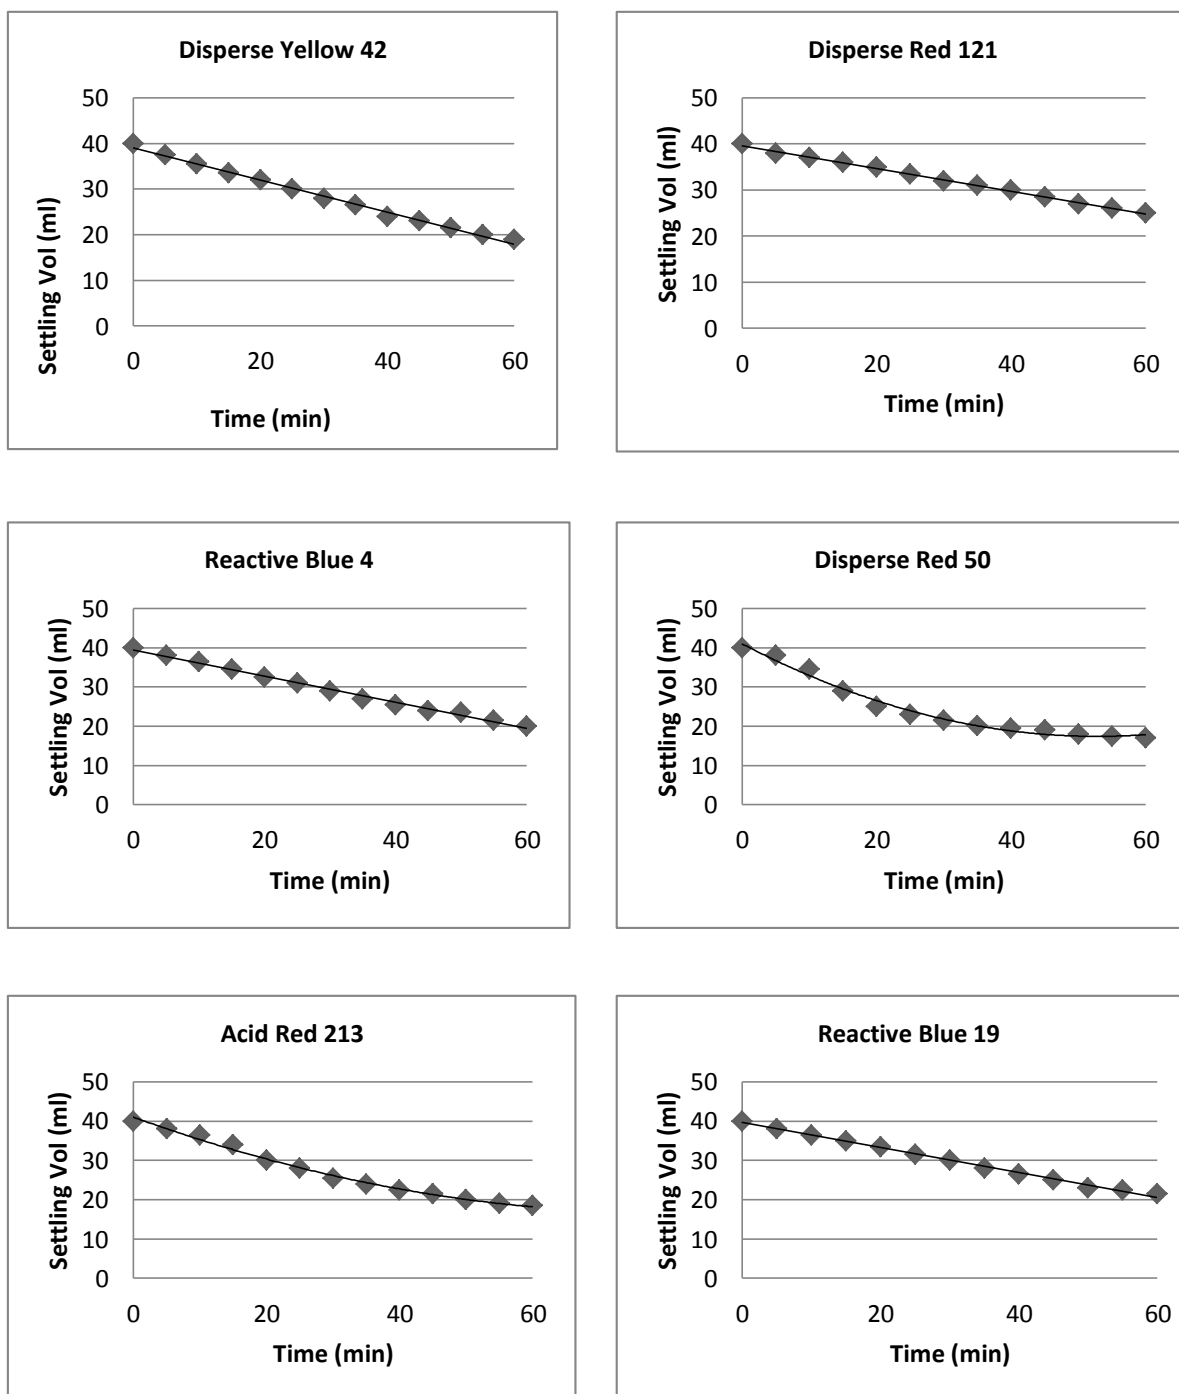 Disperse Yellow 42
Settling Vol (ml)
50
40
30
20
10
0
0 20 40 60
Time (min)
Disperse Red 121
Settling Vol (ml)
50
40
30
20
10
0
0 20 40 60
Time (min)
Reactive Blue 4
Settling Vol (ml)
50
40
30
20
10
0
0 20 40 60
Time (min)
Disperse Red 50
Settling Vol (ml)
50
40
30
20
10
0
0 20 40 60
Time (min)
Acid Red 213
Settling Vol (ml)
50
40
30
20
10
0
0 20 40 60
Time (min)
Reactive Blue 19
Settling Vol (ml)
50
40
30
20
10
0
0 20 40 60
Time (min)